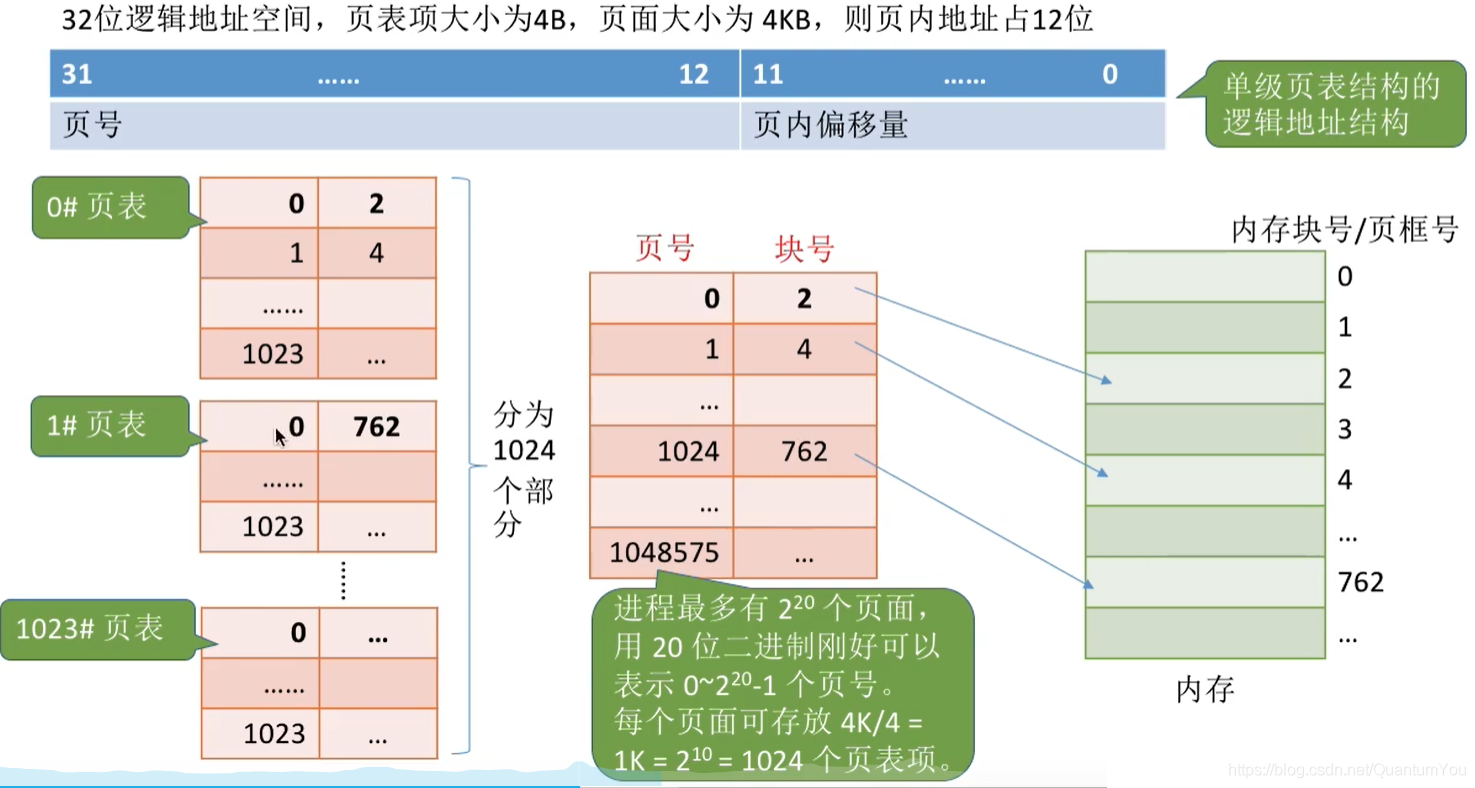 32位逻辑地址空间，页表项大小为4B，页面大小为 4KB，则页内地址占12位
31 …… 12 11 …… 0
页号 页内偏移量
单级页表结构的
逻辑地址结构
0# 页表
0 2
1 4
……
1023 ...
1# 页表
0 762
……
1023 ...
1023# 页表
0 ...
……
1023 ...
分为
1024
个部
分
页号 块号
0 2
1 4
...
1024 762
...
1048575 ...
进程最多有 2²⁰ 个页面，
用 20 位二进制刚好可以
表示 0~2²⁰-1 个页号。
每个页面可存放 4K/4 =
1K = 2¹⁰ = 1024 个页表项。
内存块号/页框号
0
1
2
3
4
...
762
...
内存
https://blog.csdn.net/QuantumYou